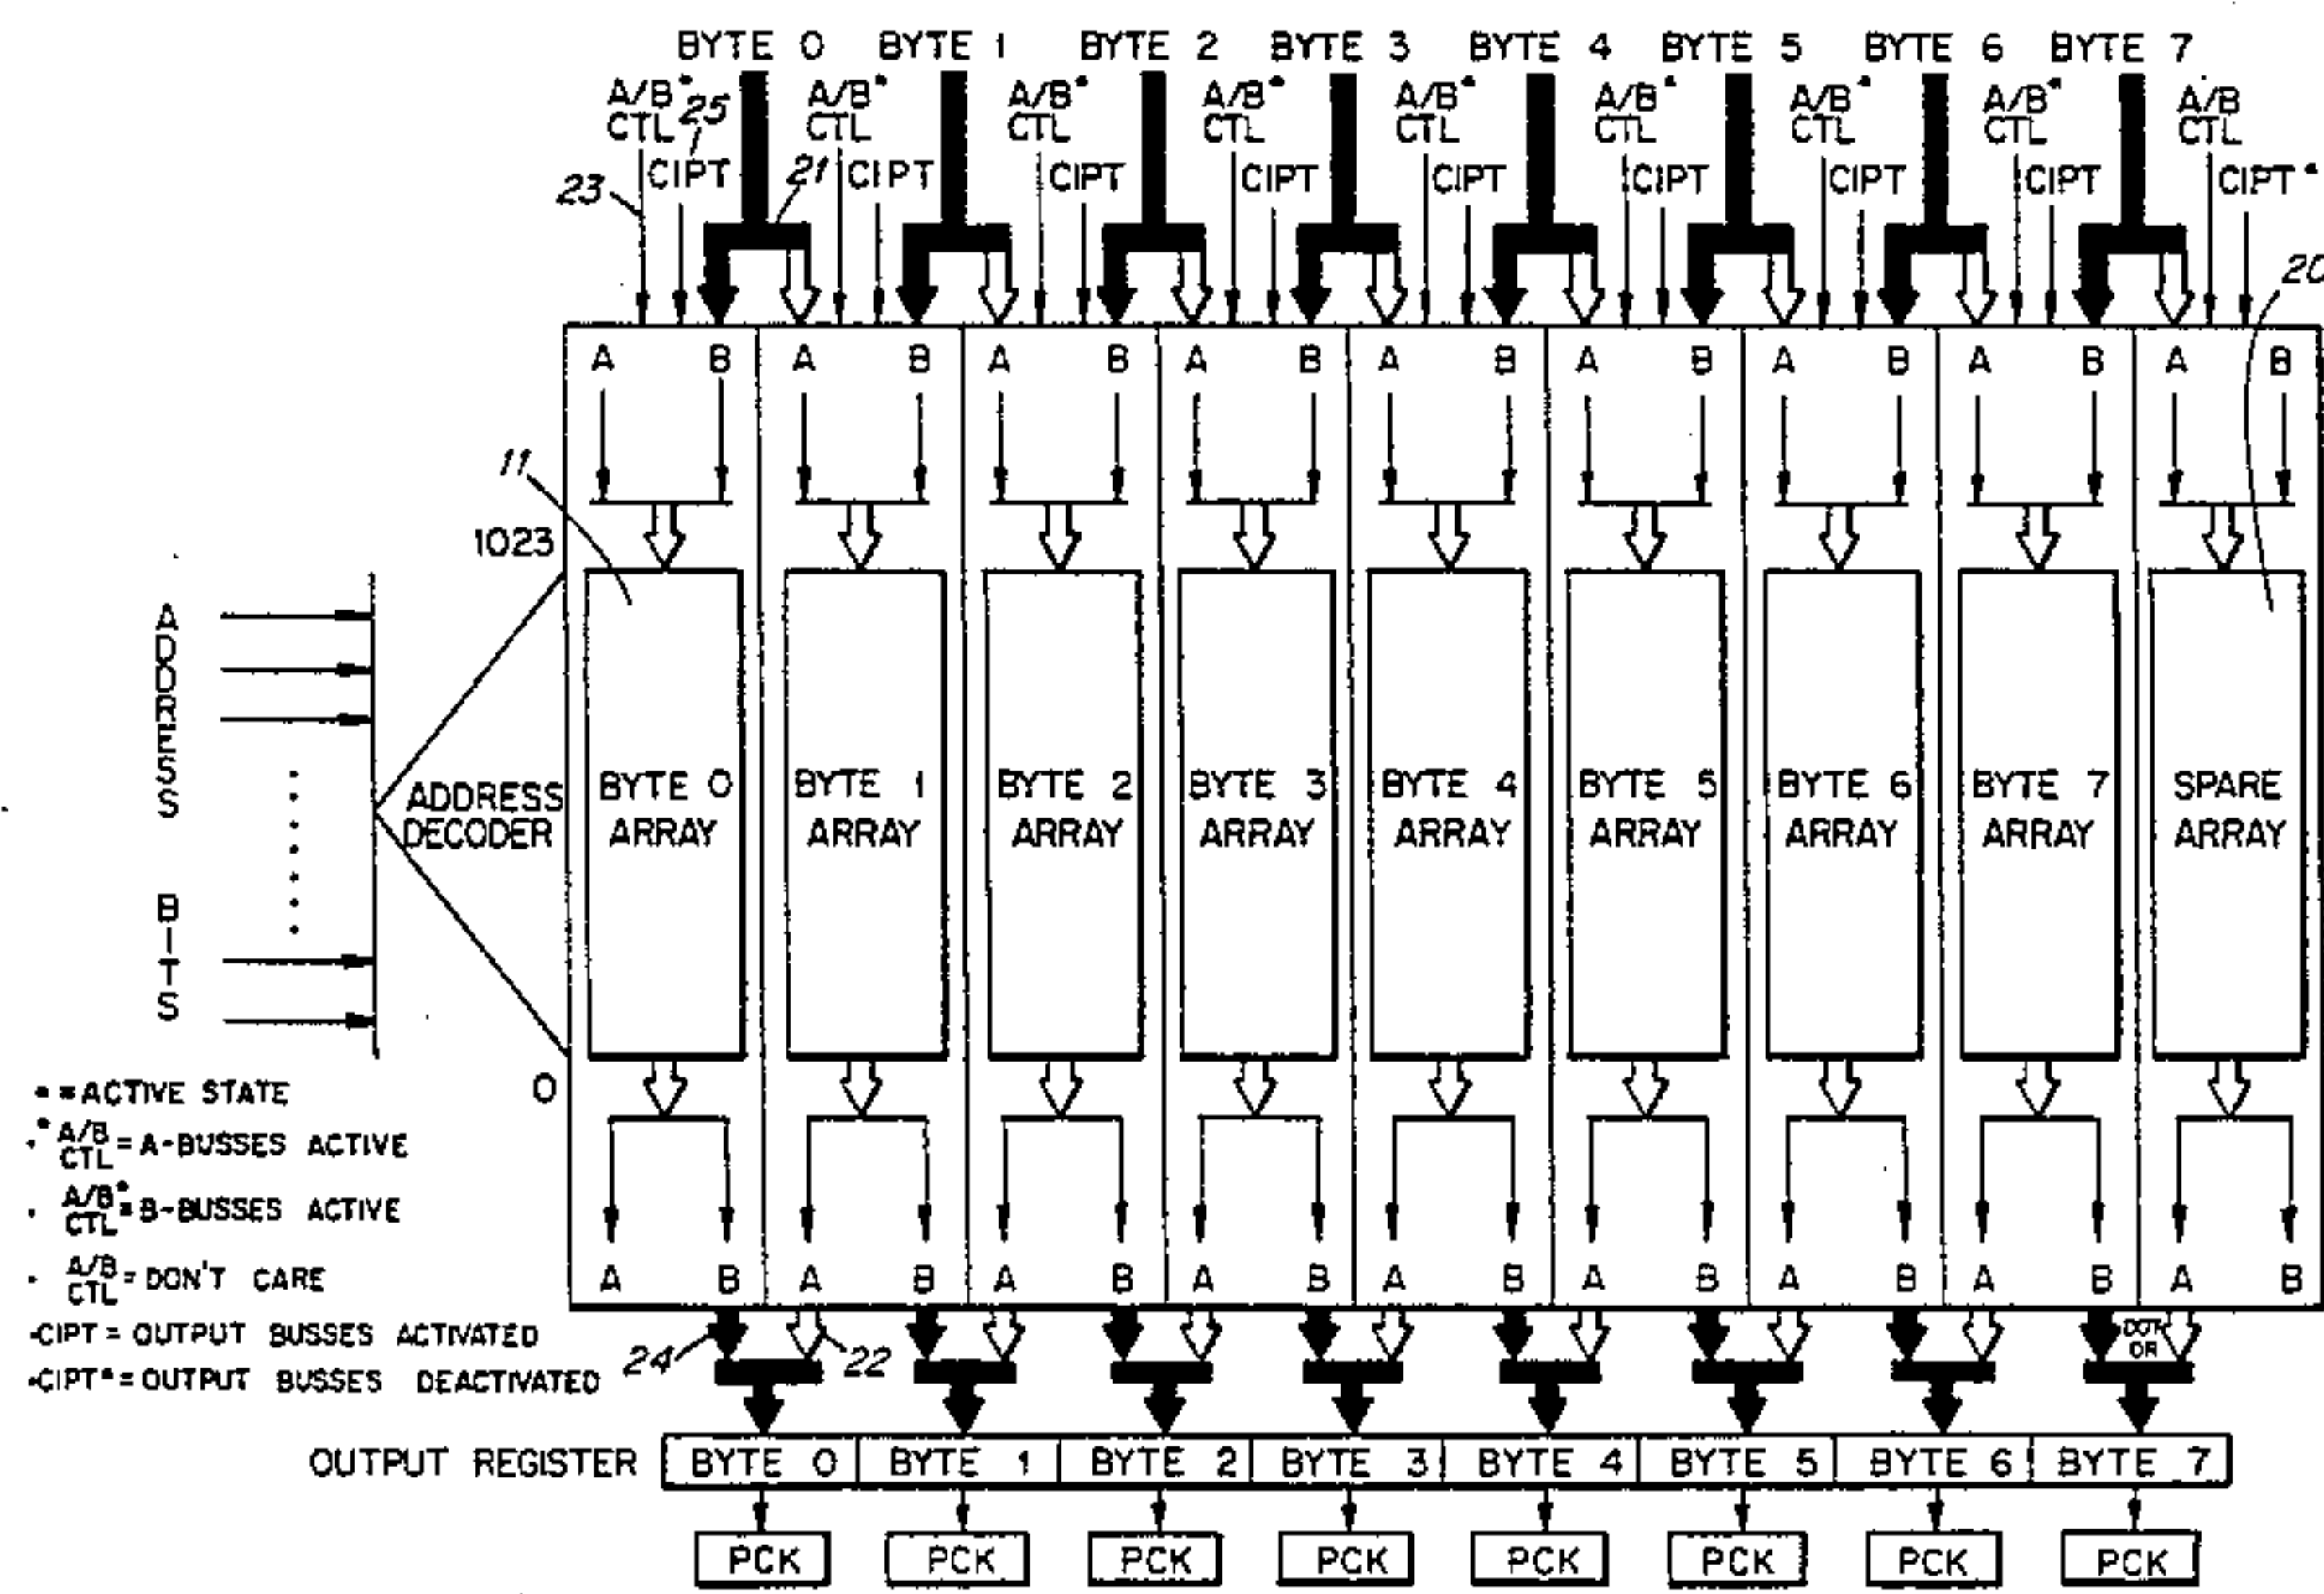 BYTE 0 BYTE 1 BYTE 2 BYTE 3 BYTE 4 BYTE 5 BYTE 6 BYTE 7
A/B* A/B* A/B* A/B* A/B* A/B* A/B* A/B* A/B
CTL 25 CTL CTL CTL CTL CTL CTL CTL CTL
23 CIPT 21 CIPT CIPT CIPT CIPT CIPT CIPT CIPT CIPT*
20
A B A B A B A B A B A B A B A B A B
11
1023
ADDRESS BITS
ADDRESS
DECODER
BYTE 0 ARRAY
BYTE 1 ARRAY
BYTE 2 ARRAY
BYTE 3 ARRAY
BYTE 4 ARRAY
BYTE 5 ARRAY
BYTE 6 ARRAY
BYTE 7 ARRAY
SPARE ARRAY
0
* = ACTIVE STATE
* A/B CTL = A-BUSSES ACTIVE
A/B* CTL = B-BUSSES ACTIVE
A/B CTL = DON'T CARE
-CIPT = OUTPUT BUSSES ACTIVATED
-CIPT* = OUTPUT BUSSES DEACTIVATED
A B A B A B A B A B A B A B A B A B
24 22 DOT OR
OUTPUT REGISTER BYTE 0 BYTE 1 BYTE 2 BYTE 3 BYTE 4 BYTE 5 BYTE 6 BYTE 7
PCK PCK PCK PCK PCK PCK PCK PCK